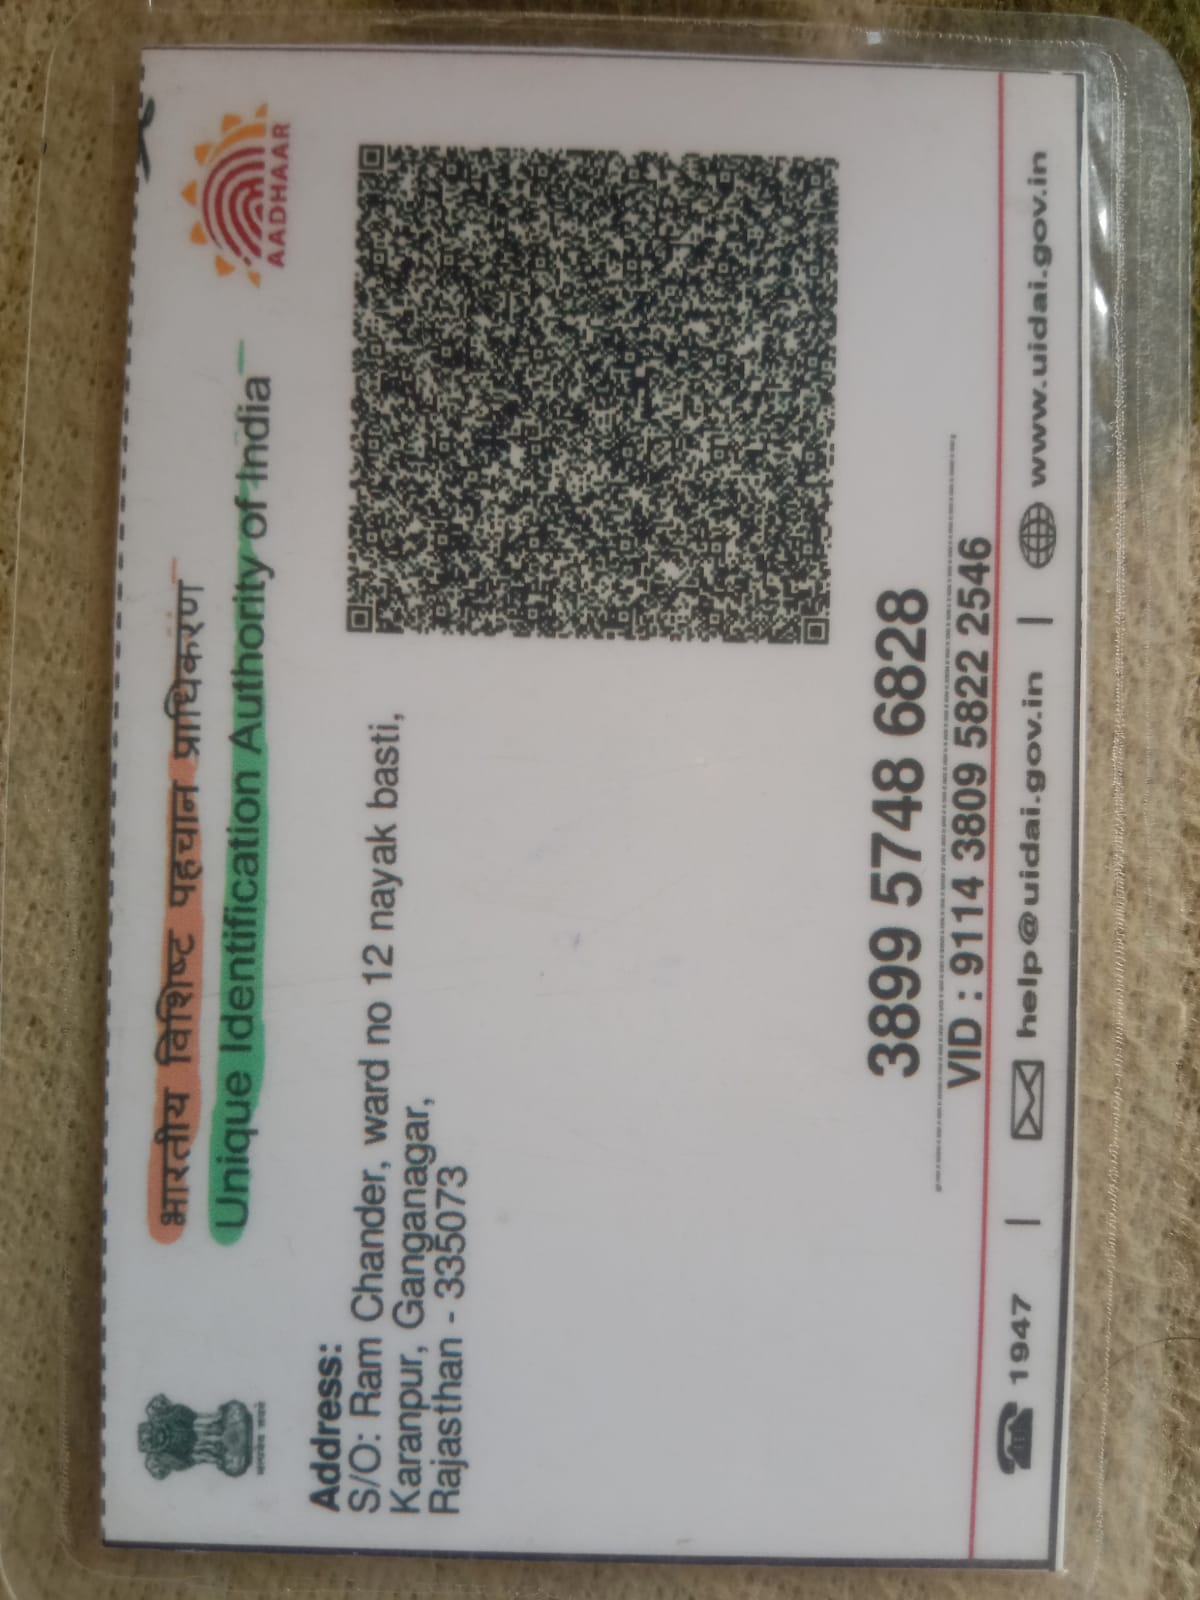 भारतीय विशिष्ट पहचान प्राधिकरण
Unique Identification Authority of India
AADHAAR
Address:
S/O: Ram Chander, ward no 12 nayak basti,
Karanpur, Ganganagar,
Rajasthan - 335073
3899 5748 6828
VID : 9114 3809 5822 2546
1947 | help@uidai.gov.in | www.uidai.gov.in